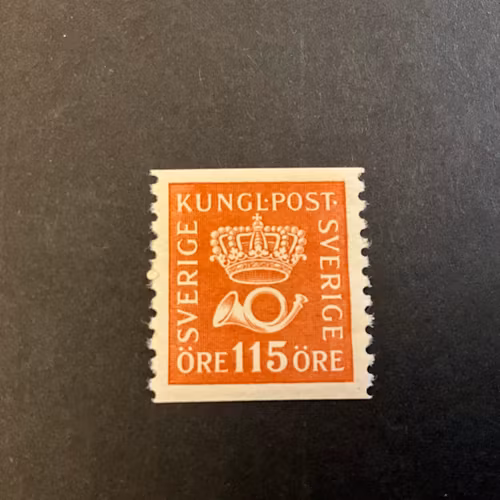 KUNGL·POST·
SVERIGE
SVERIGE
ÖRE 115 ÖRE